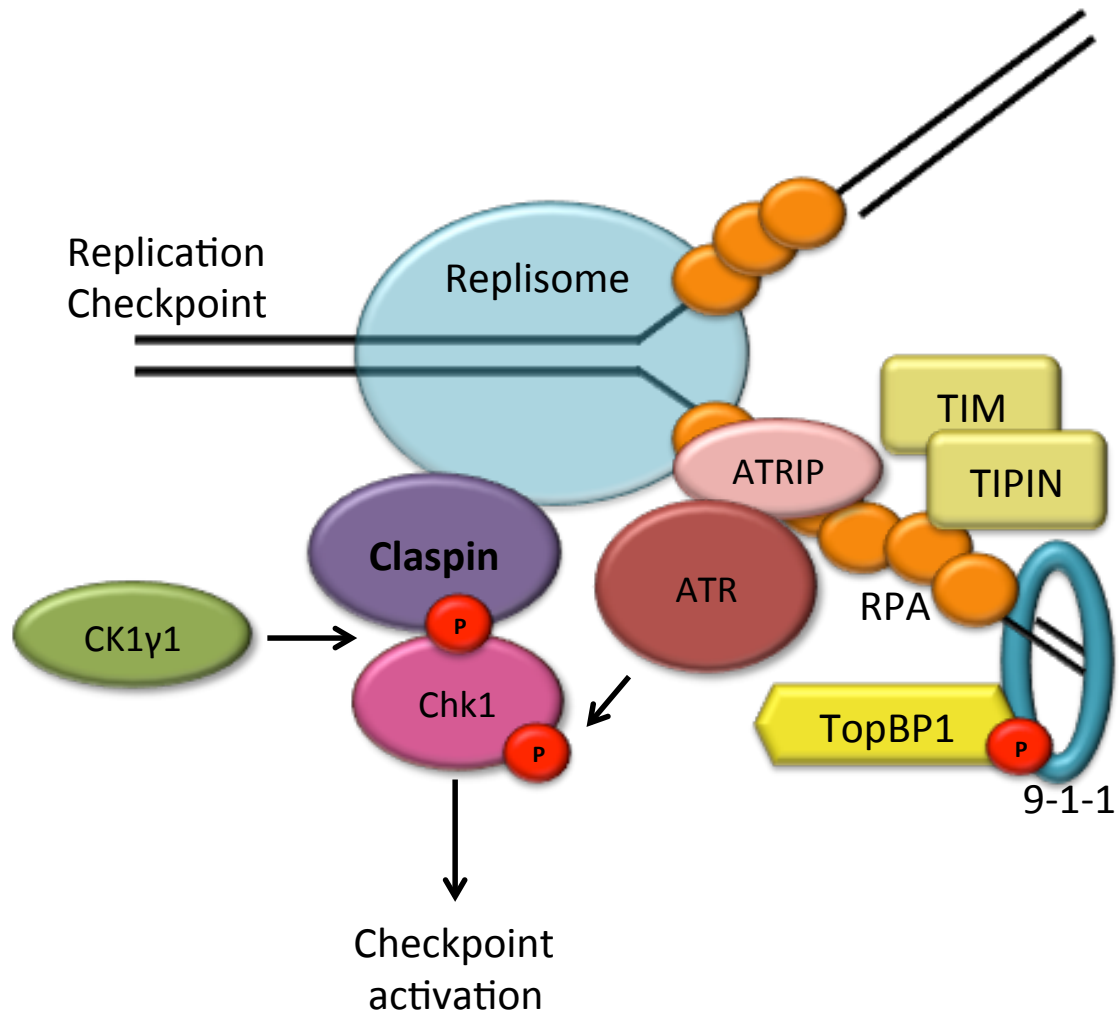 Replication
Checkpoint
Replisome
TIM
TIPIN
ATRIP
Claspin
ATR
RPA
CK1γ1
P
Chk1
P
TopBP1
P
9-1-1
Checkpoint
activation